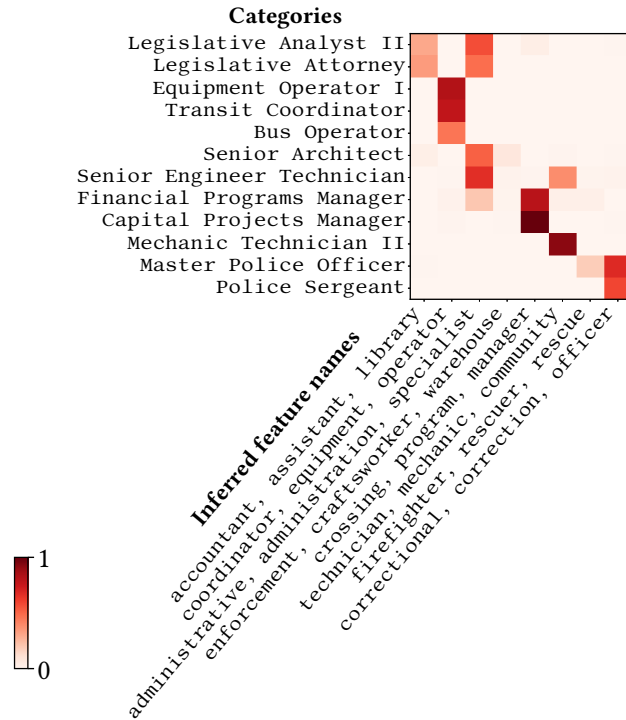 Categories
Legislative Analyst II
Legislative Attorney
Equipment Operator I
Transit Coordinator
Bus Operator
Senior Architect
Senior Engineer Technician
Financial Programs Manager
Capital Projects Manager
Mechanic Technician II
Master Police Officer
Police Sergeant
Inferred feature names
accountant, assistant, library
coordinator, equipment, operator
administrative, administration, specialist
enforcement, craftsworker, warehouse
crossing, program, manager
technician, mechanic, community
firefighter, rescuer, rescue
correctional, correction, officer
1
0